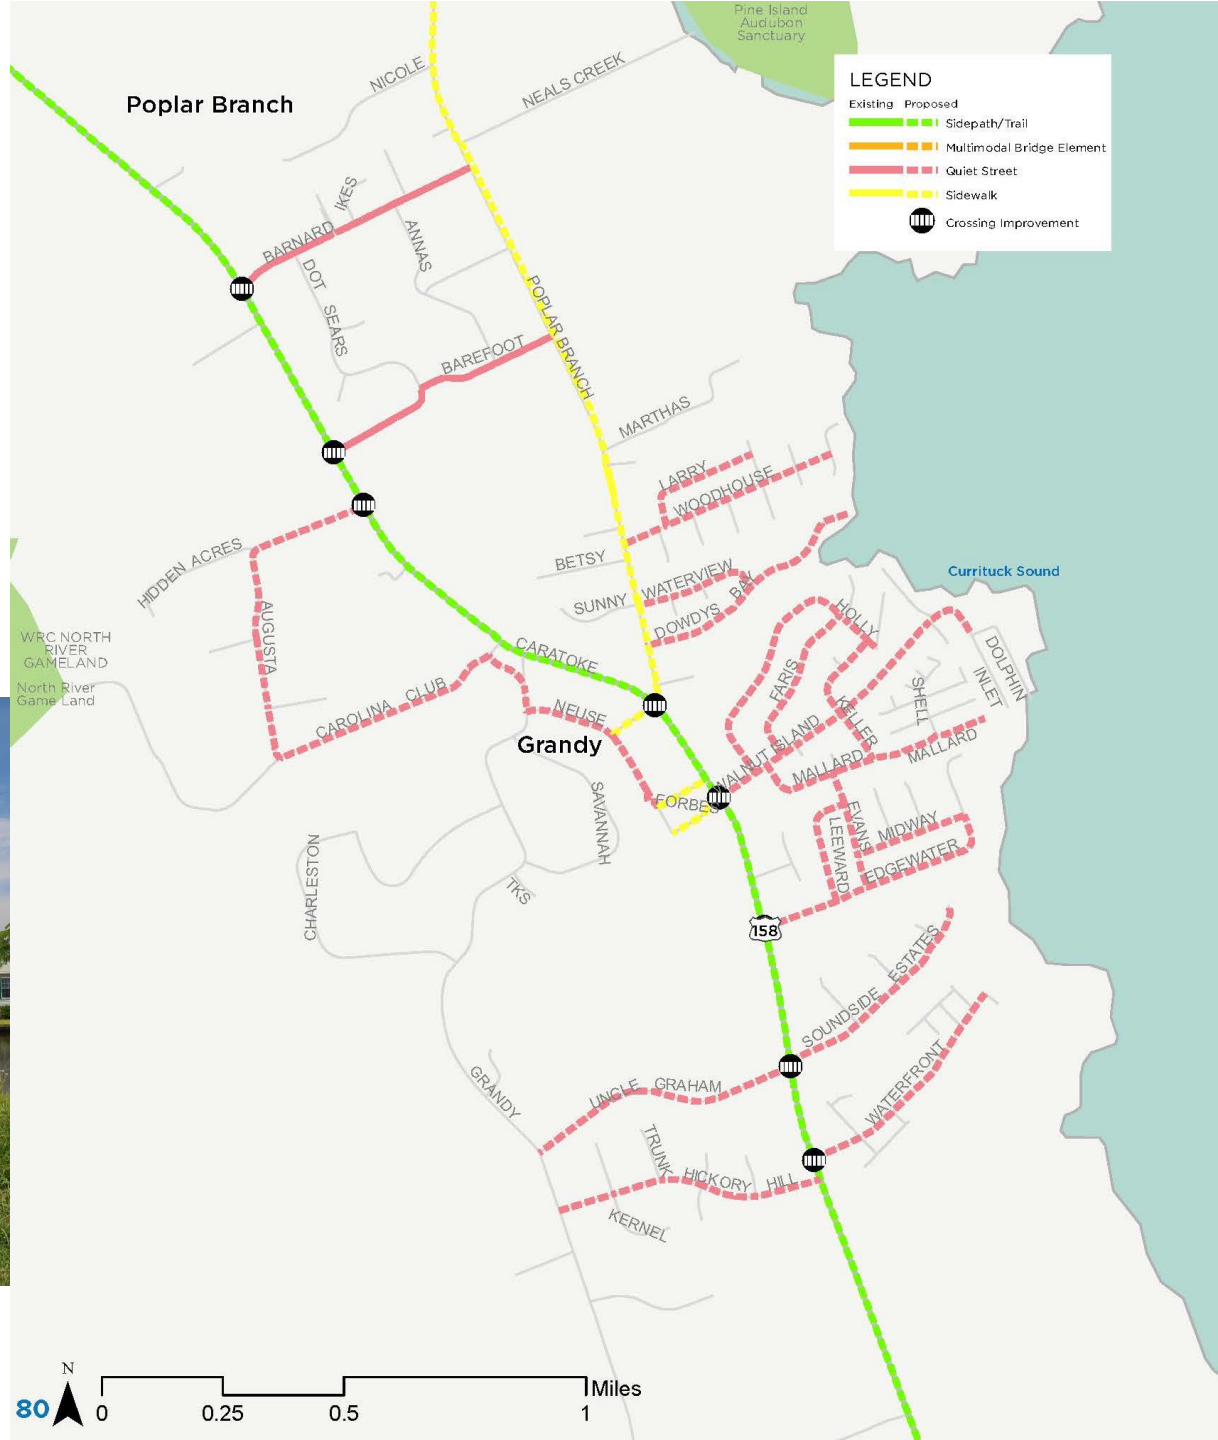 Pine Island
Audubon
Sanctuary
LEGEND
Existing Proposed
Sidepath/Trail
Multimodal Bridge Element
Quiet Street
Sidewalk
Crossing Improvement
Poplar Branch
NICOLE
NEALS CREEK
IKES
BARNARD
ANNAS
DOT SEARS
POPLAR BRANCH
BAREFOOT
MARTHAS
LARRY
WOODHOUSE
HIDDEN ACRES
BETSY
SUNNY
WATERVIEW
DOWDYS BAY
Currituck Sound
WRC NORTH
RIVER
GAMELAND
North River
Game Land
AUGUSTA
CARATOKE
HOLLY
FARIS
DOLPHIN
INLET
SHELL
KELLER
CAROLINA CLUB
NEUSE
Grandy
WALNUT ISLAND
MALLARD
MALLARD
FORBES
SAVANNAH
EVANS
LEEWARD
MIDWAY
EDGEWATER
CHARLESTON
TKS
158
SOUNDSIDE ESTATES
GRANDY
UNCLE GRAHAM
WATERFRONT
TRUNK
HICKORY HILL
KERNEL
N
80
0
0.25
0.5
1
Miles